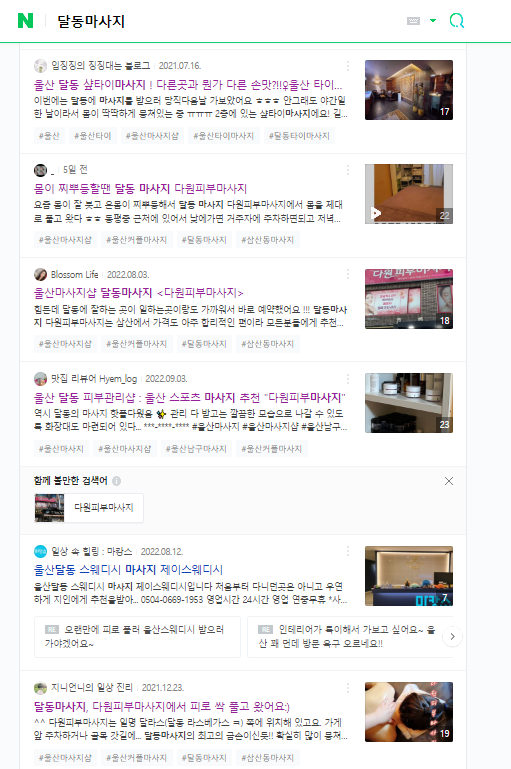 N 달동마사지
입정정의 징징대는 블로그 2021.07.16.
울산 달동 샬타이마사지 ! 다른곳과 뭔가 다른 손맛?!!♀울산 타이...
이번에는 달동에 마사지를 받으러 망직다음날 가보았어요 ㅎㅎㅎ 안그래도 야간일
한 날이라서 몸이 딱딱하게 뭉쳐있는 중 ㅠㅠㅠ 2층에 있는 샬타이마사지에요! 길...
17
#울산 #울산타이 #울산마사지샵 #울산타이마사지 #달동타이마사지
_ 5일 전
몸이 찌뿌등할땐 달동 마사지 다원피부마사지
요즘 몸이 잘 붓고 온몸이 찌뿌등해서 달동 마사지 다원피부마사지에서 몸을 제대
로 풀고 왔다 ㅎㅎ 동평중 근처에 있어서 낮에가면 거주자에 주차하면되고 저녁...
22
#울산마사지샵 #울산커플마사지 #달동마사지 #삼산동마사지
Blossom Life 2022.08.03.
울산마사지샵 달동마사지 <다원피부마사지>
힘든데 달동에 잘하는 곳이 일하는곳이랑도 가까워서 바로 예약했어요 !!! 달동마사
지 다원피부마사지는 삼산에서 가격도 아주 합리적인 편이라 모든분들에게 추천...
다원피부마사지
18
#울산마사지샵 #울산커플마사지 #달동마사지 #삼산동마사지
맛집 리뷰어 Hyem_log 2022.09.03.
울산 달동 피부관리샵 : 울산 스포츠 마사지 추천 "다원피부마사지"
역시 달동의 마사지 핫플다웠음 관리 다 받고는 깔끔한 모습으로 나갈 수 있도
록 화장대도 마련되어 있다... ***-****-**** #울산마사지 #울산마사지샵 #울산남구...
23
#울산마사지 #울산마사지샵 #울산남구마사지 #울산커플마사지
함께 볼만한 검색어
다원피부마사지
일상 속 힐링 : 마캉스 2022.08.12.
울산달동 스웨디시 마사지 제이스웨디시
울산달동 스웨디시 마사지 제이스웨디시입니다 처음부터 다니던곳은 아니고 우연
하게 지인에게 추천을받아... 0504-0669-1953 영업시간 24시간 영업 연중무휴 *사...
7
RE 오랜만에 피로 풀러 울산스웨디시 받으러
가야겠어요~
RE 인테리어가 특이해서 가보고 싶어요~ 울
산 꽤 먼데 방문 욕구 오르네요!!
지니언니의 일상 진리 2021.12.23.
달동마사지, 다원피부마사지에서 피로 싹 풀고 왔어요:)
^^ 다원피부마사지는 일명 달라스(달동 라스베가스 ㅋ) 쪽에 위치해 있고요. 가게
앞 주차하거나 골목 갓길에... 달동마사지의 최고의 금손이신듯!! 확실히 많이 뭉쳐...
19
#울산마사지샵 #울산커플마사지 #달동마사지 #삼산동마사지